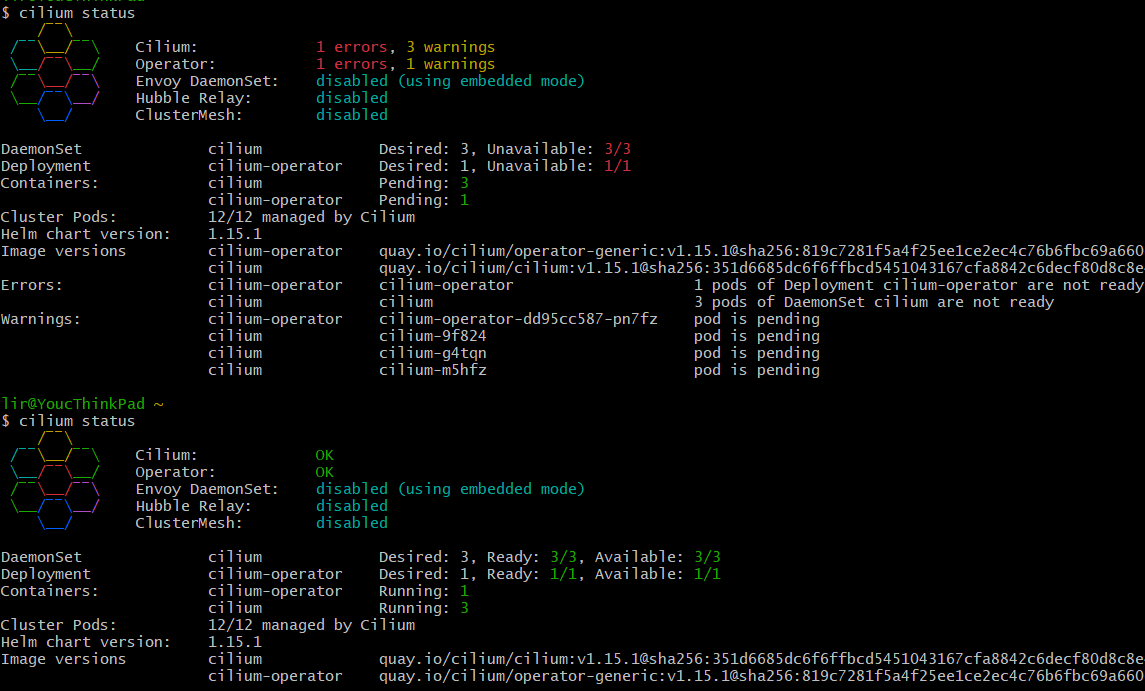 $ cilium status
Cilium: 1 errors, 3 warnings
Operator: 1 errors, 1 warnings
Envoy DaemonSet: disabled (using embedded mode)
Hubble Relay: disabled
ClusterMesh: disabled
DaemonSet cilium Desired: 3, Unavailable: 3/3
Deployment cilium-operator Desired: 1, Unavailable: 1/1
Containers: cilium Pending: 3
cilium-operator Pending: 1
Cluster Pods: 12/12 managed by Cilium
Helm chart version: 1.15.1
Image versions cilium-operator quay.io/cilium/operator-generic:v1.15.1@sha256:819c7281f5a4f25ee1ce2ec4c76b6fbc69a660
cilium quay.io/cilium/cilium:v1.15.1@sha256:351d6685dc6f6ffbcd5451043167cfa8842c6decf80d8c8e
Errors: cilium-operator cilium-operator 1 pods of Deployment cilium-operator are not ready
cilium cilium 3 pods of DaemonSet cilium are not ready
Warnings: cilium-operator cilium-operator-dd95cc587-pn7fz pod is pending
cilium cilium-9f824 pod is pending
cilium cilium-g4tqn pod is pending
cilium cilium-m5hfz pod is pending
lir@YoucThinkPad ~
$ cilium status
Cilium: OK
Operator: OK
Envoy DaemonSet: disabled (using embedded mode)
Hubble Relay: disabled
ClusterMesh: disabled
DaemonSet cilium Desired: 3, Ready: 3/3, Available: 3/3
Deployment cilium-operator Desired: 1, Ready: 1/1, Available: 1/1
Containers: cilium-operator Running: 1
cilium Running: 3
Cluster Pods: 12/12 managed by Cilium
Helm chart version: 1.15.1
Image versions cilium quay.io/cilium/cilium:v1.15.1@sha256:351d6685dc6f6ffbcd5451043167cfa8842c6decf80d8c8e
cilium-operator quay.io/cilium/operator-generic:v1.15.1@sha256:819c7281f5a4f25ee1ce2ec4c76b6fbc69a660